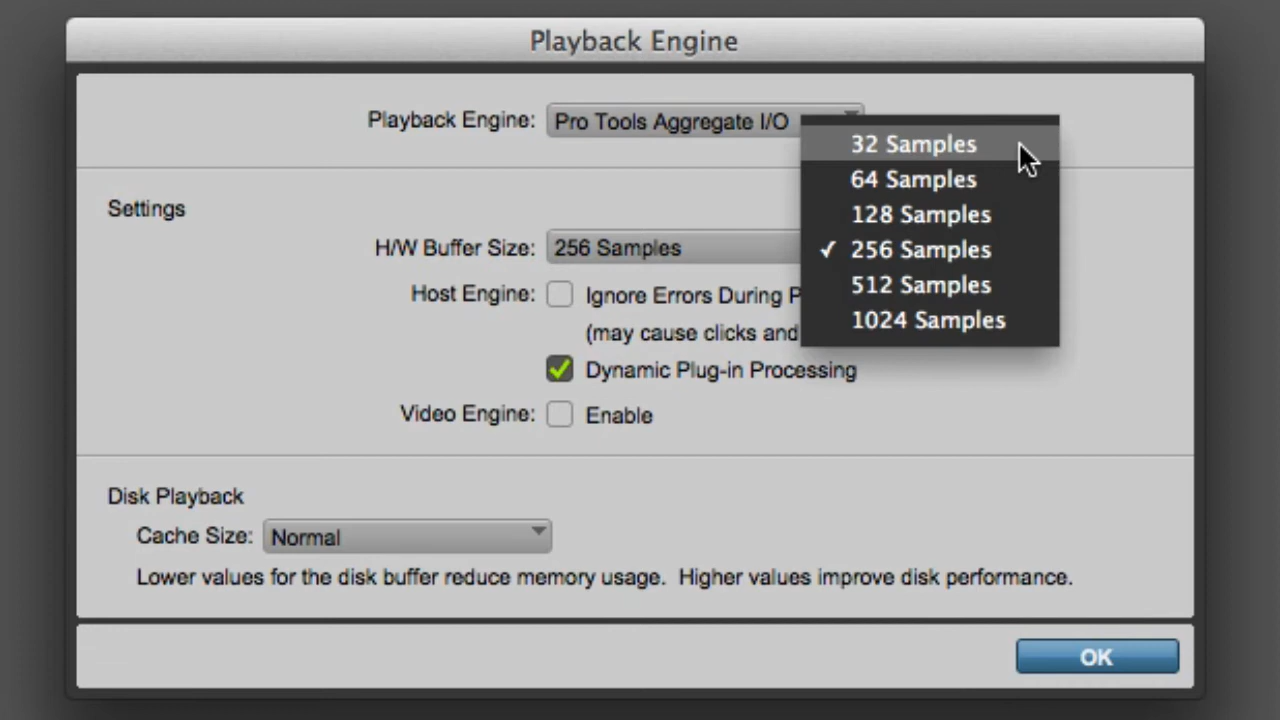 Playback Engine
Playback Engine: Pro Tools Aggregate I/O
32 Samples
64 Samples
128 Samples
✓ 256 Samples
512 Samples
1024 Samples
Settings
H/W Buffer Size: 256 Samples
Host Engine: Ignore Errors During P
(may cause clicks and
Dynamic Plug-in Processing
Video Engine: Enable
Disk Playback
Cache Size: Normal
Lower values for the disk buffer reduce memory usage. Higher values improve disk performance.
OK